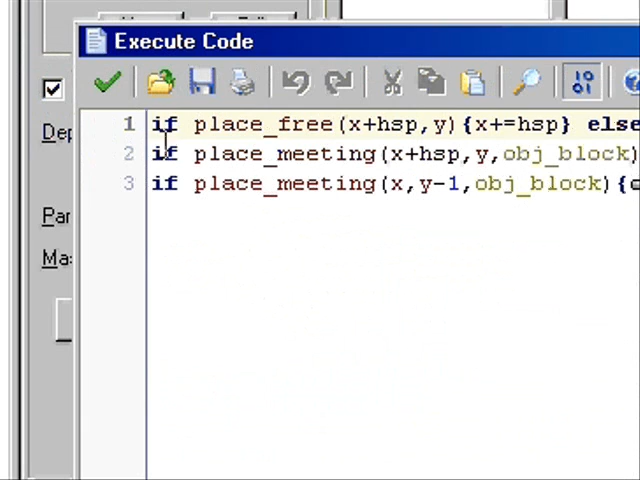 Execute Code
1 if place_free(x+hsp,y){x+=hsp} else
2 if place_meeting(x+hsp,y,obj_block)
3 if place_meeting(x,y-1,obj_block){
Dep
Par
Mas